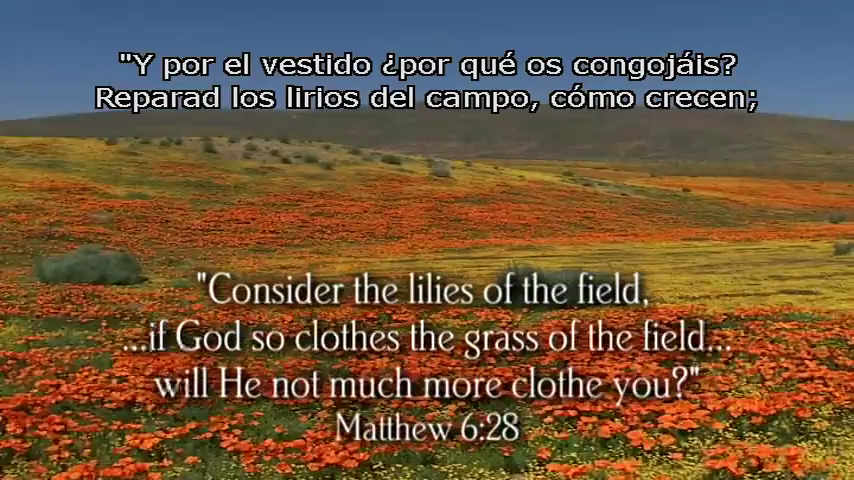 "Y por el vestido ¿por qué os congojáis?
Reparad los lirios del campo, cómo crecen;
"Consider the lilies of the field,
...if God so clothes the grass of the field...
will He not much more clothe you?"
Matthew 6:28